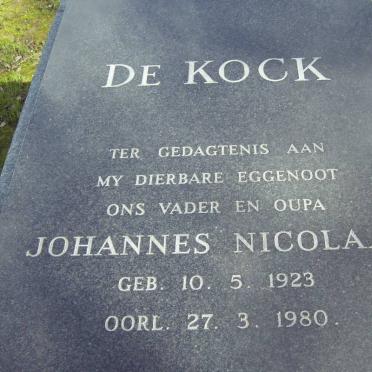 DE KOCK
TER GEDAGTENIS AAN
MY DIERBARE EGGENOOT
ONS VADER EN OUPA
JOHANNES NICOLA
GEB. 10. 5. 1923
OORL. 27. 3. 1980.